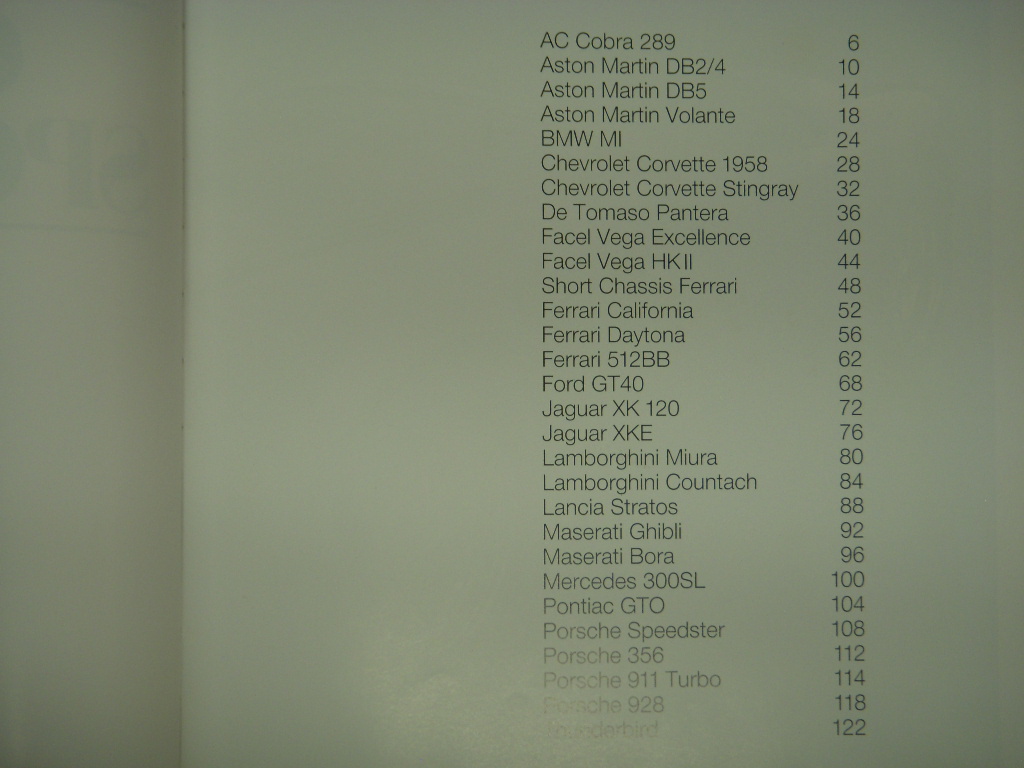 AC Cobra 289 6
Aston Martin DB2/4 10
Aston Martin DB5 14
Aston Martin Volante 18
BMW MI 24
Chevrolet Corvette 1958 28
Chevrolet Corvette Stingray 32
De Tomaso Pantera 36
Facel Vega Excellence 40
Facel Vega HK II 44
Short Chassis Ferrari 48
Ferrari California 52
Ferrari Daytona 56
Ferrari 512BB 62
Ford GT40 68
Jaguar XK 120 72
Jaguar XKE 76
Lamborghini Miura 80
Lamborghini Countach 84
Lancia Stratos 88
Maserati Ghibli 92
Maserati Bora 96
Mercedes 300SL 100
Pontiac GTO 104
Porsche Speedster 108
Porsche 356 112
Porsche 911 Turbo 114
Porsche 928 118
Thunderbird 122